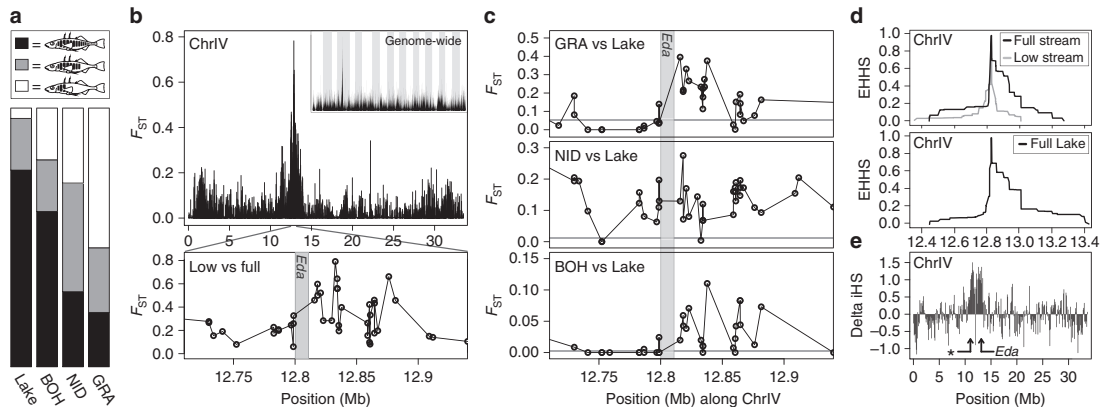 a
=
=
=
Lake
BOH
NID
GRA
b
ChrIV
Genome-wide
FST
0.8
0.6
0.4
0.2
0.0
0 5 10 15 20 25 30
Low vs full
Eda
FST
0.8
0.6
0.4
0.2
0.0
12.75 12.8 12.85 12.9
Position (Mb)
c
GRA vs Lake
Eda
FST
0.5
0.4
0.3
0.2
0.1
0.0
NID vs Lake
FST
0.3
0.2
0.1
0.0
BOH vs Lake
FST
0.15
0.10
0.05
0.00
12.75 12.8 12.85 12.9
Position (Mb) along ChrIV
d
ChrIV
Full stream
Low stream
EHHS
1.0
0.8
0.6
0.4
0.2
0.0
ChrIV
Full Lake
EHHS
1.0
0.8
0.6
0.4
0.2
0.0
12.4 12.6 12.8 13.0 13.2 13.4
e
ChrIV
Delta iHS
1.5
1.0
0.5
0.0
−0.5
−1.0
* Eda
0 5 10 15 20 25 30
Position (Mb)